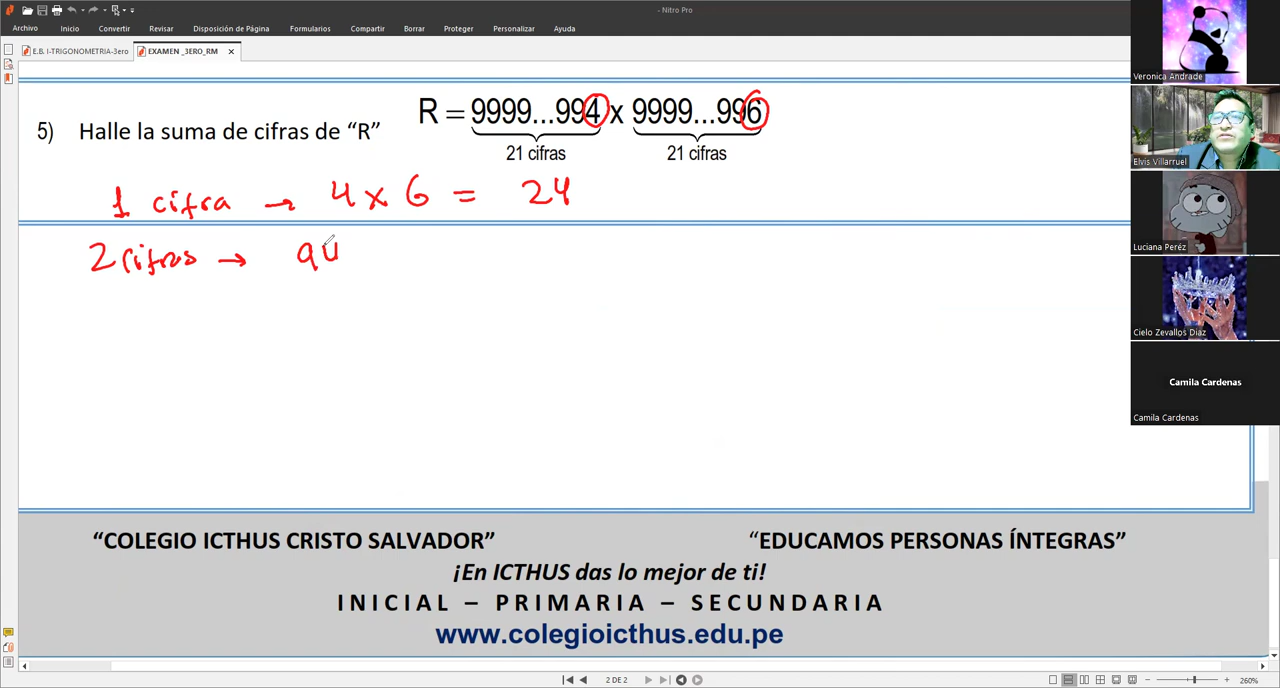 - Nitro Pro
Archivo Inicio Convertir Revisar Disposición de Página Formularios Compartir Ayuda Proteger Personalizar Ayuda
E.B. I-TRIGONOMETRIA-3ero EXAMEN _3ERO_RM
R = 9999...994 x 9999...996
5) Halle la suma de cifras de “R”
21 cifras 21 cifras
1 cifra → 4 x 6 = 24
2 cifras → 94
“COLEGIO ICTHUS CRISTO SALVADOR” “EDUCAMOS PERSONAS ÍNTEGRAS”
¡En ICTHUS das lo mejor de ti!
INICIAL – PRIMARIA – SECUNDARIA
www.colegioicthus.edu.pe
2 DE 2
260%
Veronica Andrade
Elvis Villarruel
Luciana Peréz
Cielo Zevallos Diaz
Camila Cardenas
Camila Cardenas